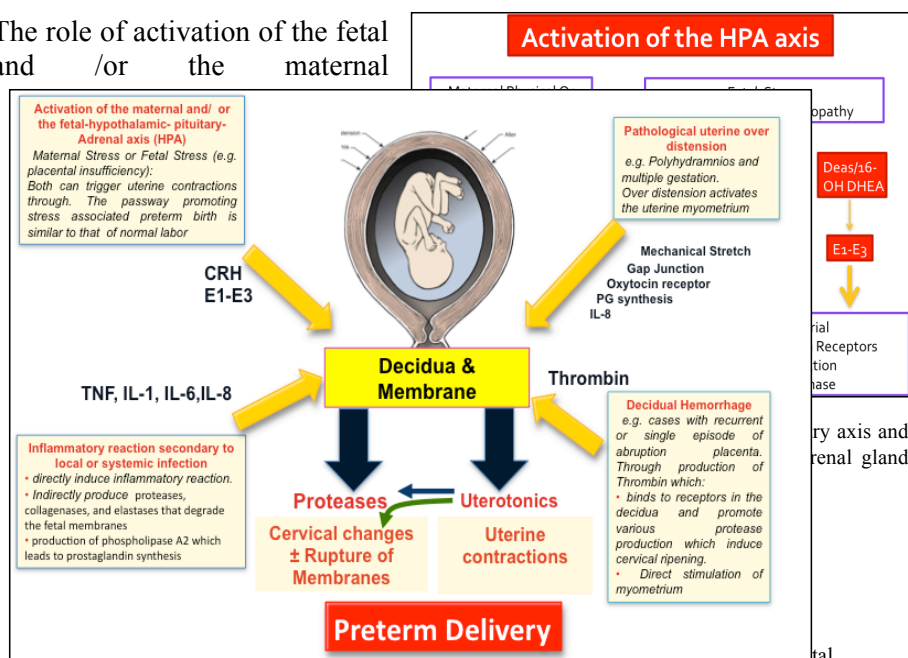 The role of activation of the fetal
and /or the maternal
Activation of the HPA axis
opathy
Deas/16-
OH DHEA
E1-E3
rial
Receptors
tion
hase
ry axis and
renal gland
Activation of the maternal and/ or
the fetal-hypothalamic- pituitary-
Adrenal axis (HPA)
Maternal Stress or Fetal Stress (e.g.
placental insufficiency):
Both can trigger uterine contractions
through. The passway promoting
stress associated preterm birth is
similar to that of normal labor
CRH
E1-E3
Pathological uterine over
distension
e.g. Polyhydramnios and
multiple gestation.
Over distension activates
the uterine myometrium
Mechanical Stretch
Gap Junction
Oxytocin receptor
PG synthesis
IL-8
Decidua &
Membrane
TNF, IL-1, IL-6,IL-8
Thrombin
Inflammatory reaction secondary to
local or systemic infection
• directly induce inflammatory reaction.
• Indirectly produce proteases,
collagenases, and elastases that degrade
the fetal membranes
• production of phospholipase A2 which
leads to prostaglandin synthesis
Decidual Hemorrhage
e.g. cases with recurrent
or single episode of
abruption placenta.
Through production of
Thrombin which:
• binds to receptors in the
decidua and promote
various protease
production which induce
cervical ripening.
• Direct stimulation of
myometrium
Proteases
Uterotonics
Cervical changes
± Rupture of
Membranes
Uterine
contractions
Preterm Delivery
tal